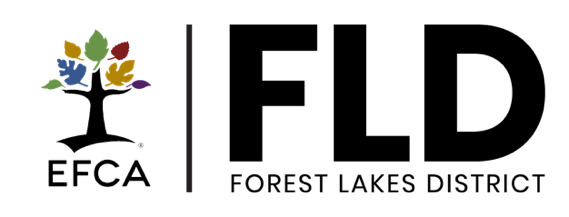 EFCA
®
FLD
FOREST LAKES DISTRICT